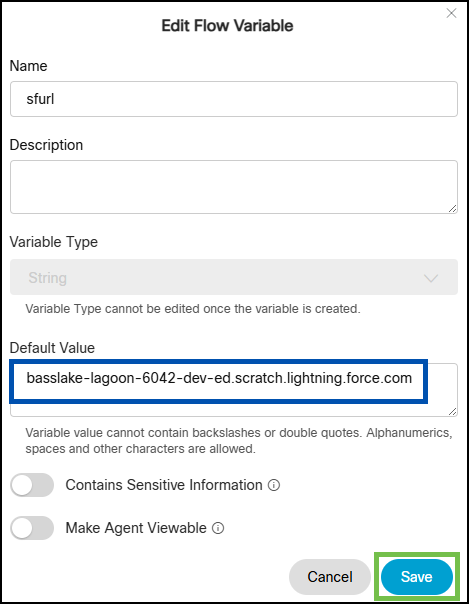 Edit Flow Variable
Name
sfurl
Description
Variable Type
String
Variable Type cannot be edited once the variable is created.
Default Value
basslake-lagoon-6042-dev-ed.scratch.lightning.force.com
Variable value cannot contain backslashes or double quotes. Alphanumerics,
spaces and other characters are allowed.
Contains Sensitive Information
Make Agent Viewable
Cancel Save